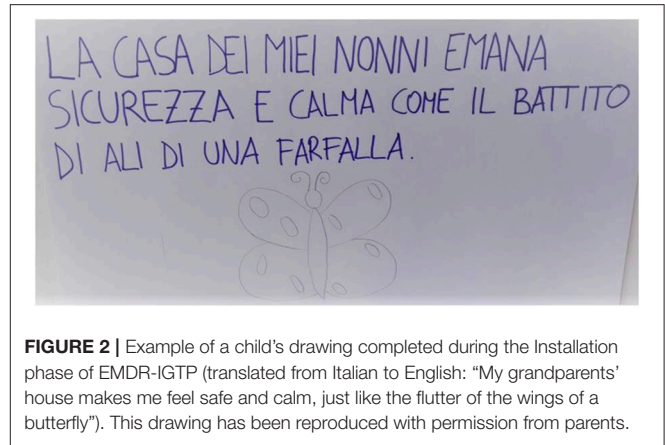 LA CASA DEI MIEI NONNI EMANA
SICUREZZA E CALMA COME IL BATTITO
DI ALI DI UNA FARFALLA.
FIGURE 2 | Example of a child's drawing completed during the Installation
phase of EMDR-IGTP (translated from Italian to English: “My grandparents'
house makes me feel safe and calm, just like the flutter of the wings of a
butterfly”). This drawing has been reproduced with permission from parents.